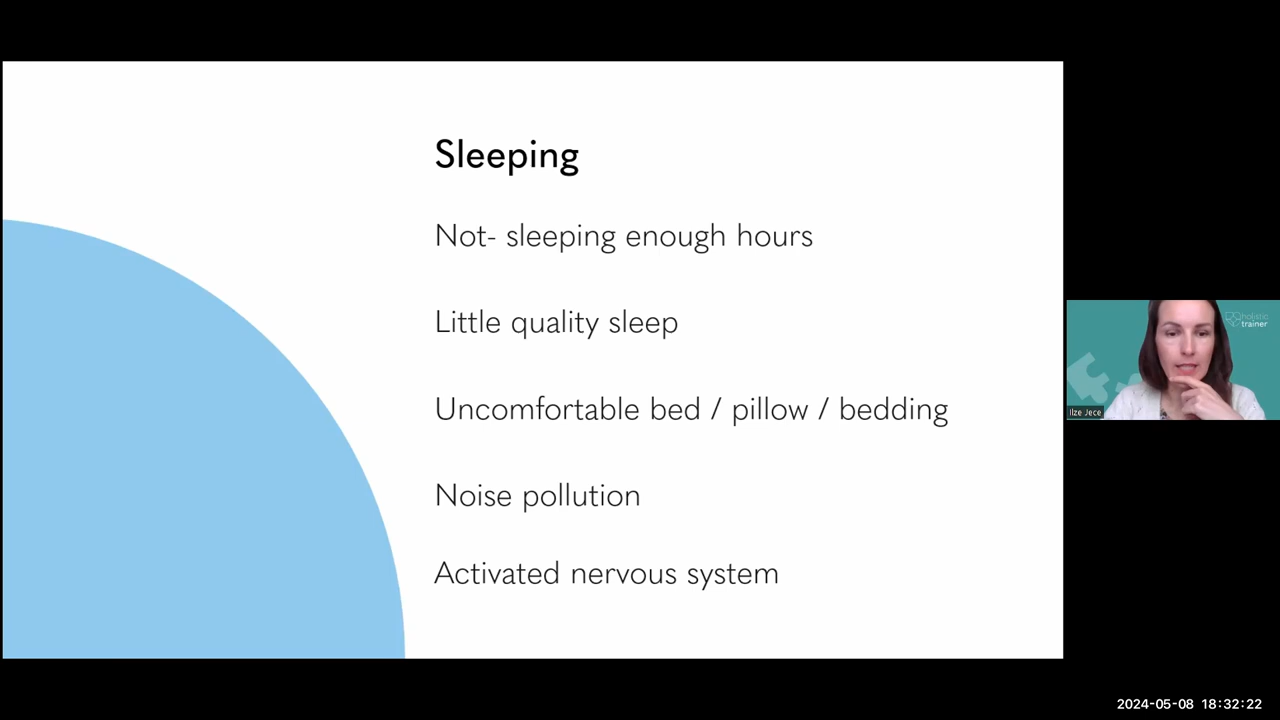 Sleeping
Not- sleeping enough hours
Little quality sleep
Uncomfortable bed / pillow / bedding
Noise pollution
Activated nervous system
holistic
trainer
Ilze Jece
2024-05-08 18:32:22